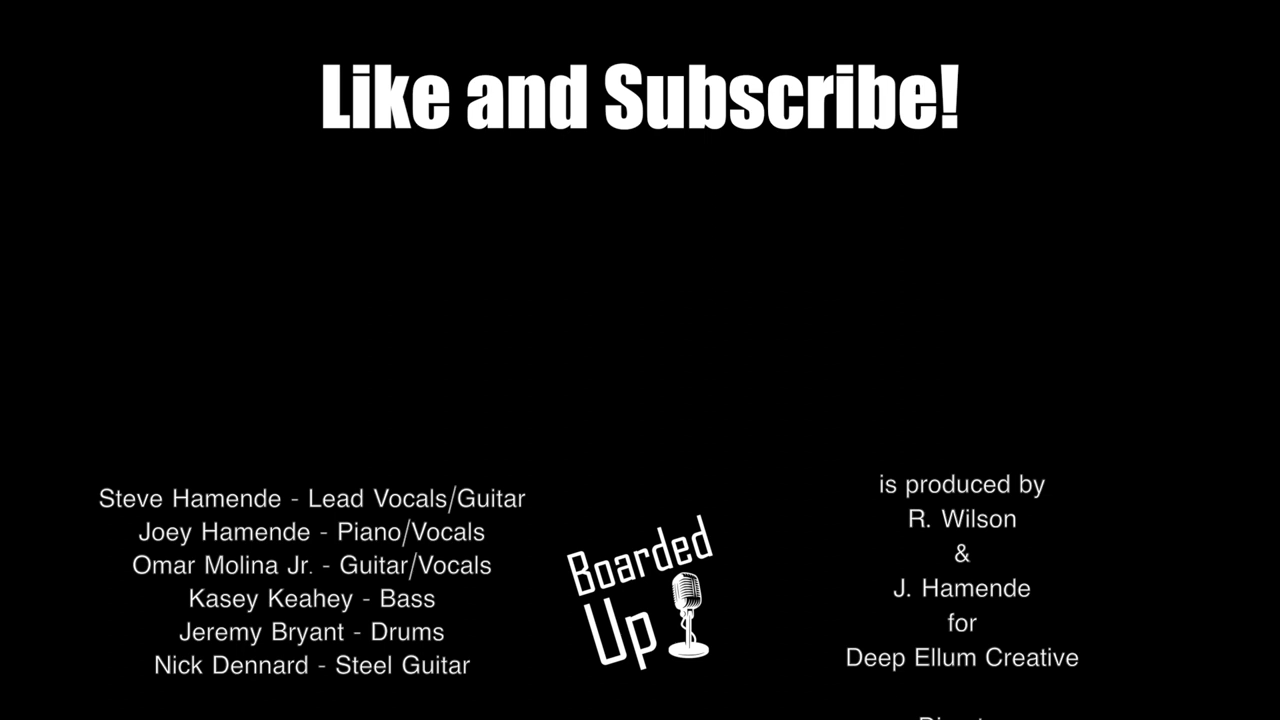 Like and Subscribe!
Steve Hamende - Lead Vocals/Guitar
Joey Hamende - Piano/Vocals
Omar Molina Jr. - Guitar/Vocals
Kasey Keahey - Bass
Jeremy Bryant - Drums
Nick Dennard - Steel Guitar
Boarded
Up
is produced by
R. Wilson
&
J. Hamende
for
Deep Ellum Creative